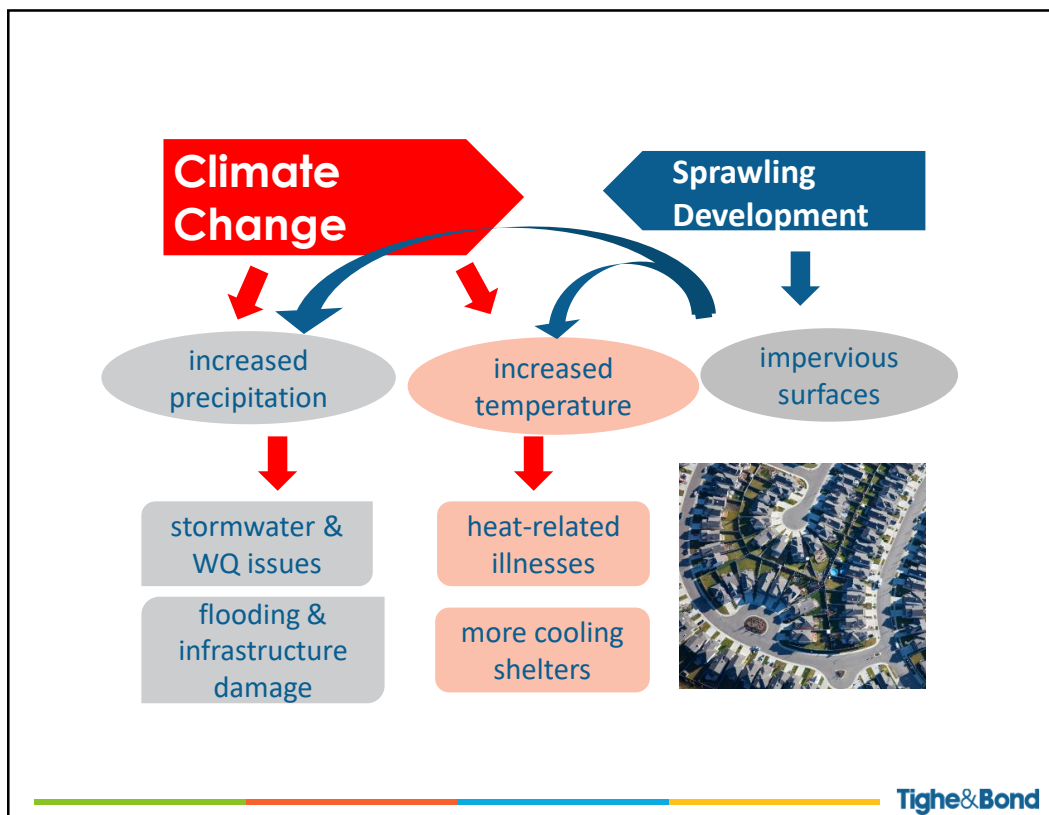 Climate
Change
Sprawling
Development
increased
precipitation
increased
temperature
impervious
surfaces
stormwater &
WQ issues
heat-related
illnesses
flooding &
infrastructure
damage
more cooling
shelters
Tighe&Bond